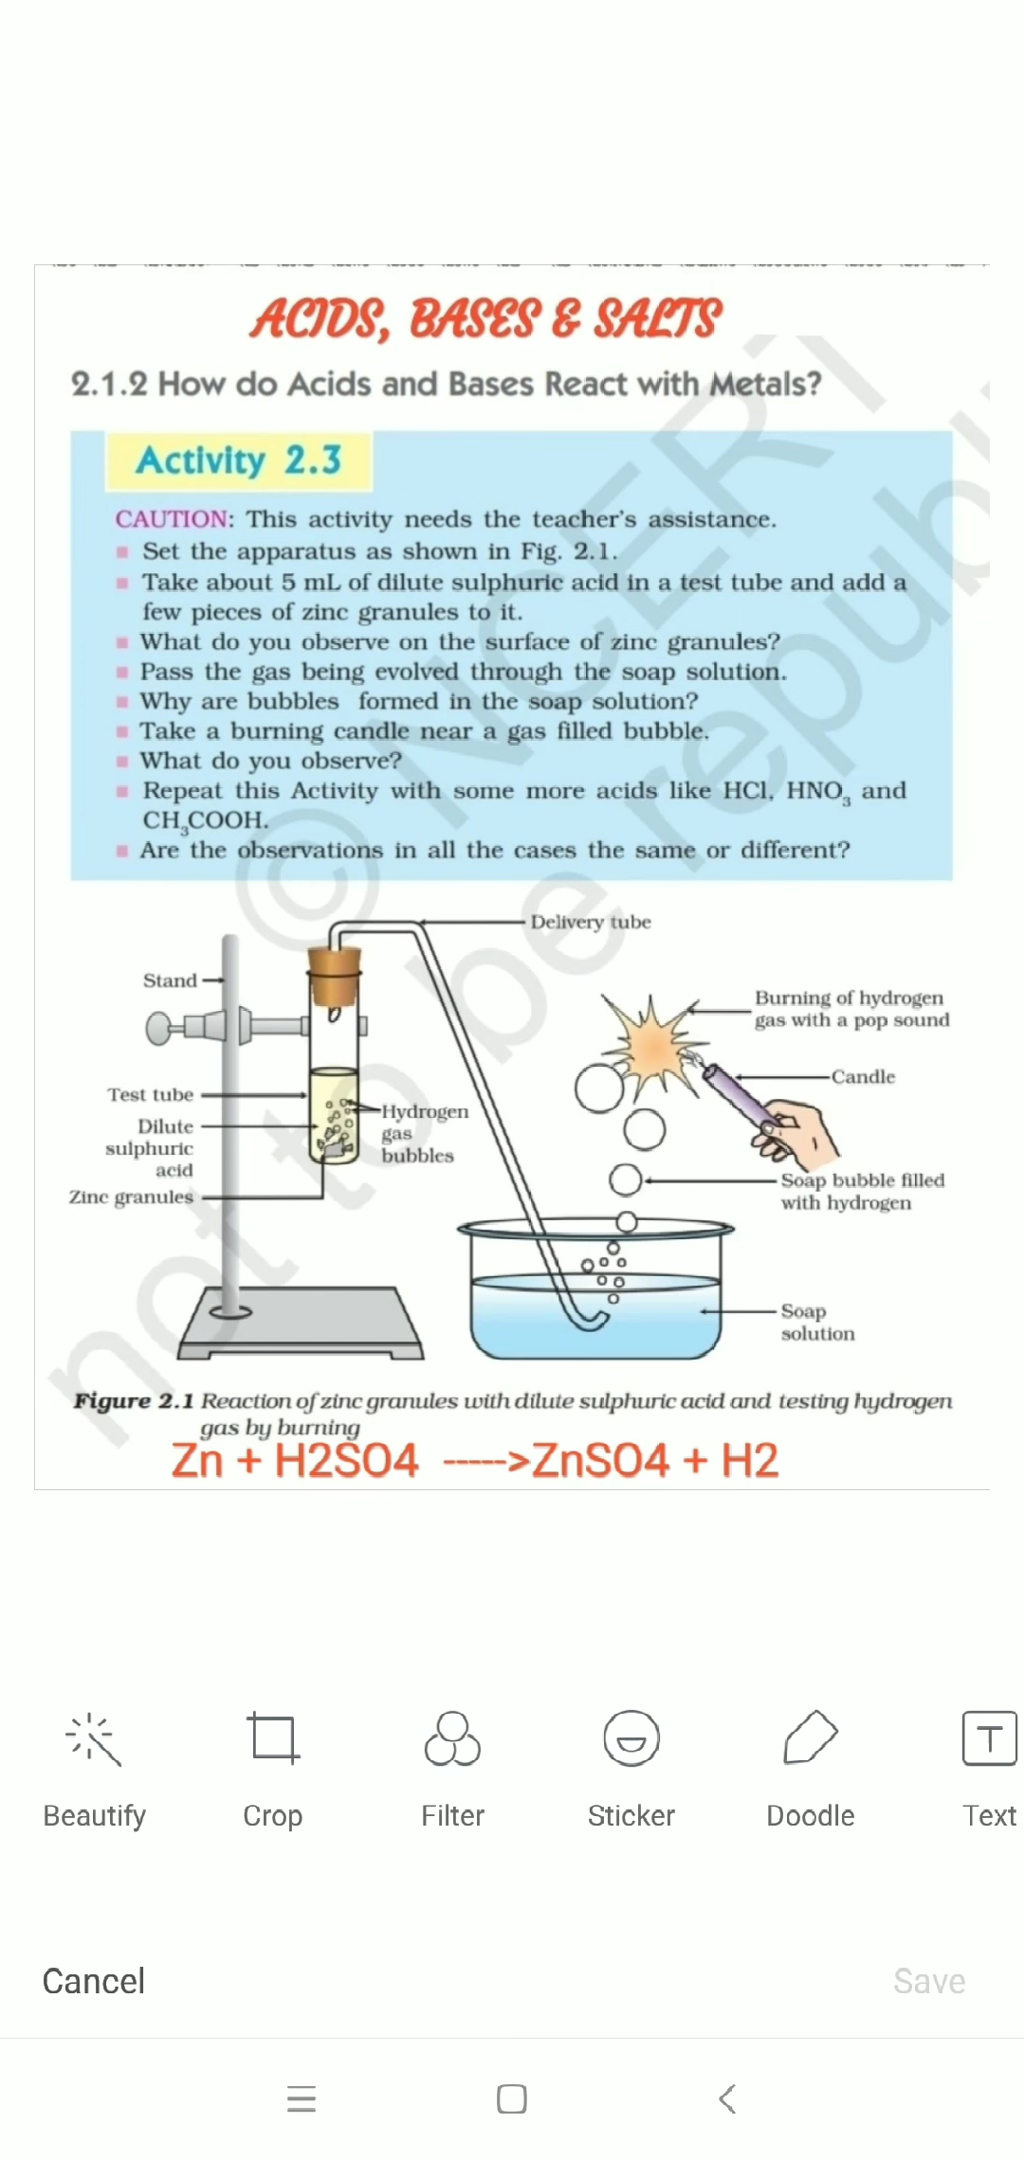 ACIDS, BASES & SALTS
2.1.2 How do Acids and Bases React with Metals?
Activity 2.3
CAUTION: This activity needs the teacher's assistance.
Set the apparatus as shown in Fig. 2.1.
Take about 5 mL of dilute sulphuric acid in a test tube and add a
few pieces of zinc granules to it.
What do you observe on the surface of zinc granules?
Pass the gas being evolved through the soap solution.
Why are bubbles formed in the soap solution?
Take a burning candle near a gas filled bubble.
What do you observe?
Repeat this Activity with some more acids like HCl, HNO₃ and
CH₃COOH.
Are the observations in all the cases the same or different?
© NCERT
not to be republ
Delivery tube
Stand
Burning of hydrogen
gas with a pop sound
Candle
Test tube
Hydrogen
gas
bubbles
Dilute
sulphuric
acid
Zinc granules
Soap bubble filled
with hydrogen
Soap
solution
Figure 2.1 Reaction of zinc granules with dilute sulphuric acid and testing hydrogen
gas by burning
Zn + H2SO4 ----->ZnSO4 + H2
Beautify
Crop
Filter
Sticker
Doodle
T
Text
Cancel
Save